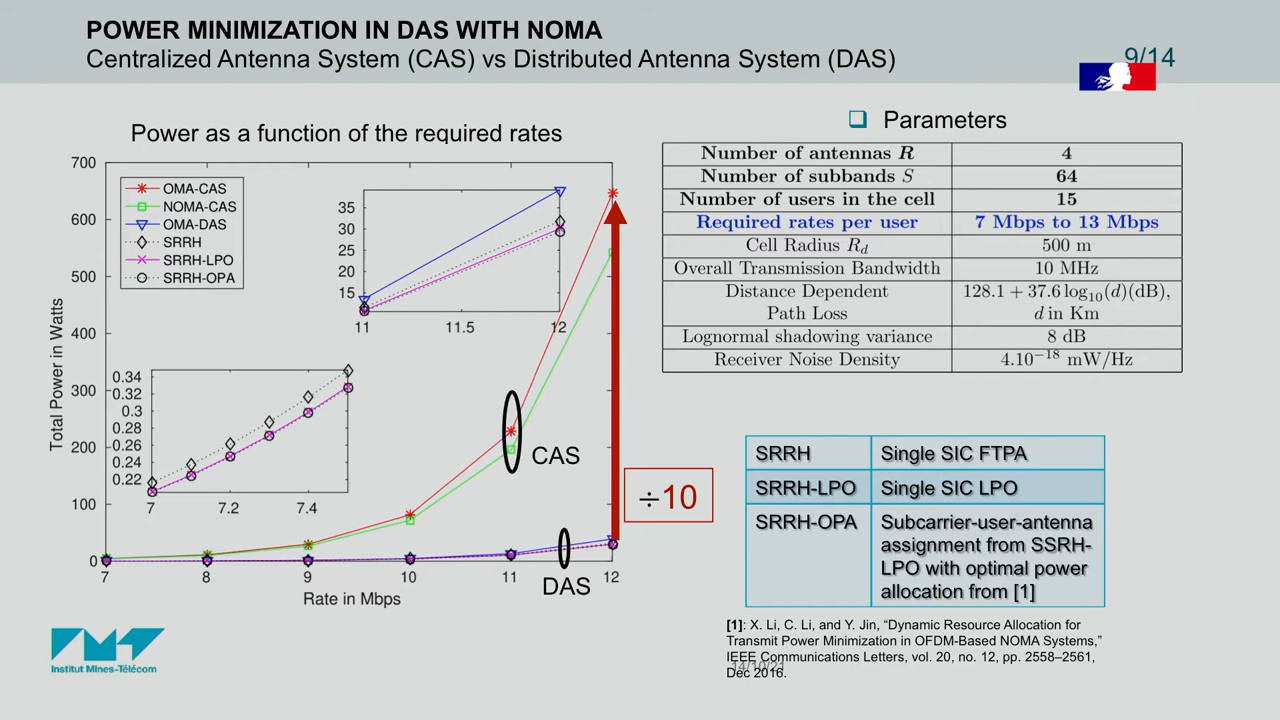 POWER MINIMIZATION IN DAS WITH NOMA
Centralized Antenna System (CAS) vs Distributed Antenna System (DAS)
9/14
Power as a function of the required rates
700
600
500
400
300
200
100
0
7
8
9
10
11
12
Total Power in Watts
Rate in Mbps
OMA-CAS
NOMA-CAS
OMA-DAS
SRRH
SRRH-LPO
SRRH-OPA
35
30
25
20
15
11
11.5
12
0.34
0.32
0.3
0.28
0.26
0.24
0.22
7
7.2
7.4
CAS
DAS
÷10
Parameters
Number of antennas R 4
Number of subbands S 64
Number of users in the cell 15
Required rates per user 7 Mbps to 13 Mbps
Cell Radius R_d 500 m
Overall Transmission Bandwidth 10 MHz
Distance Dependent 128.1 + 37.6 log₁₀(d)(dB),
Path Loss d in Km
Lognormal shadowing variance 8 dB
Receiver Noise Density 4.10⁻¹⁸ mW/Hz
SRRH Single SIC FTPA
SRRH-LPO Single SIC LPO
SRRH-OPA Subcarrier-user-antenna
assignment from SSRH-
LPO with optimal power
allocation from [1]
[1]: X. Li, C. Li, and Y. Jin, “Dynamic Resource Allocation for
Transmit Power Minimization in OFDM-Based NOMA Systems,”
IEEE Communications Letters, vol. 20, no. 12, pp. 2558–2561,
Dec 2016.
Institut Mines-Télécom